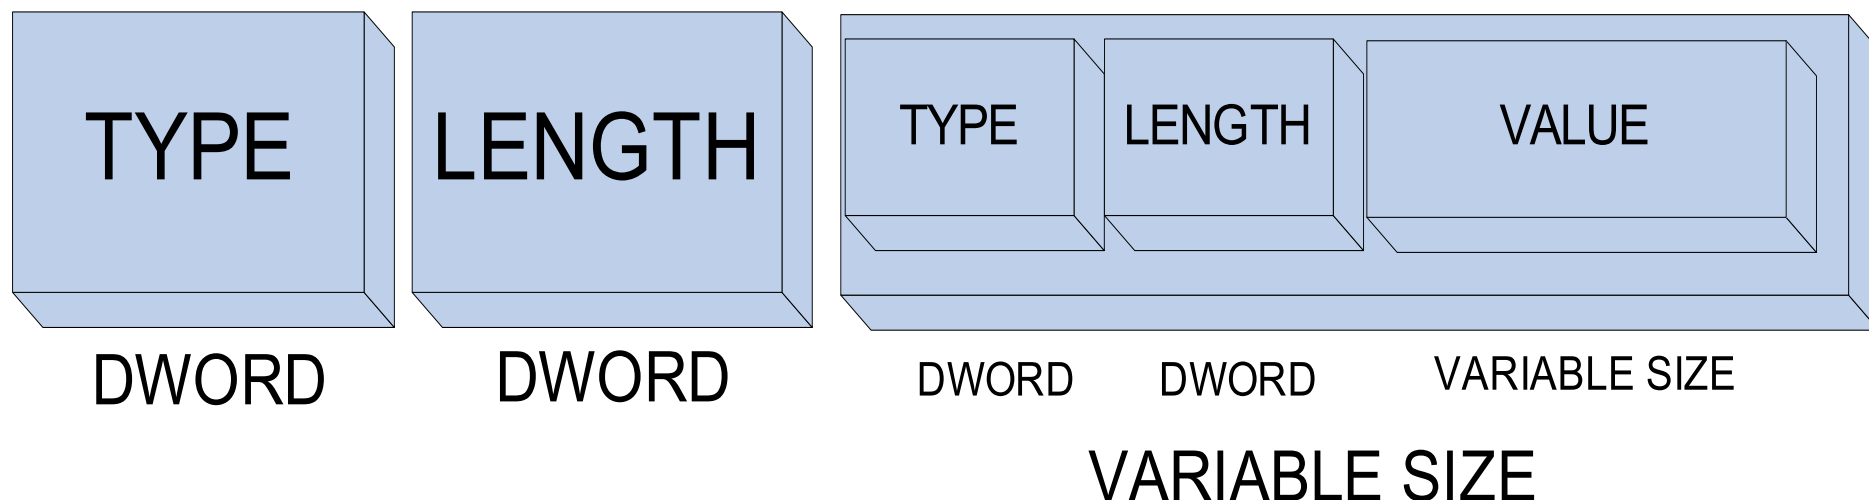 TYPE LENGTH TYPE LENGTH VALUE
DWORD DWORD DWORD DWORD VARIABLE SIZE
VARIABLE SIZE